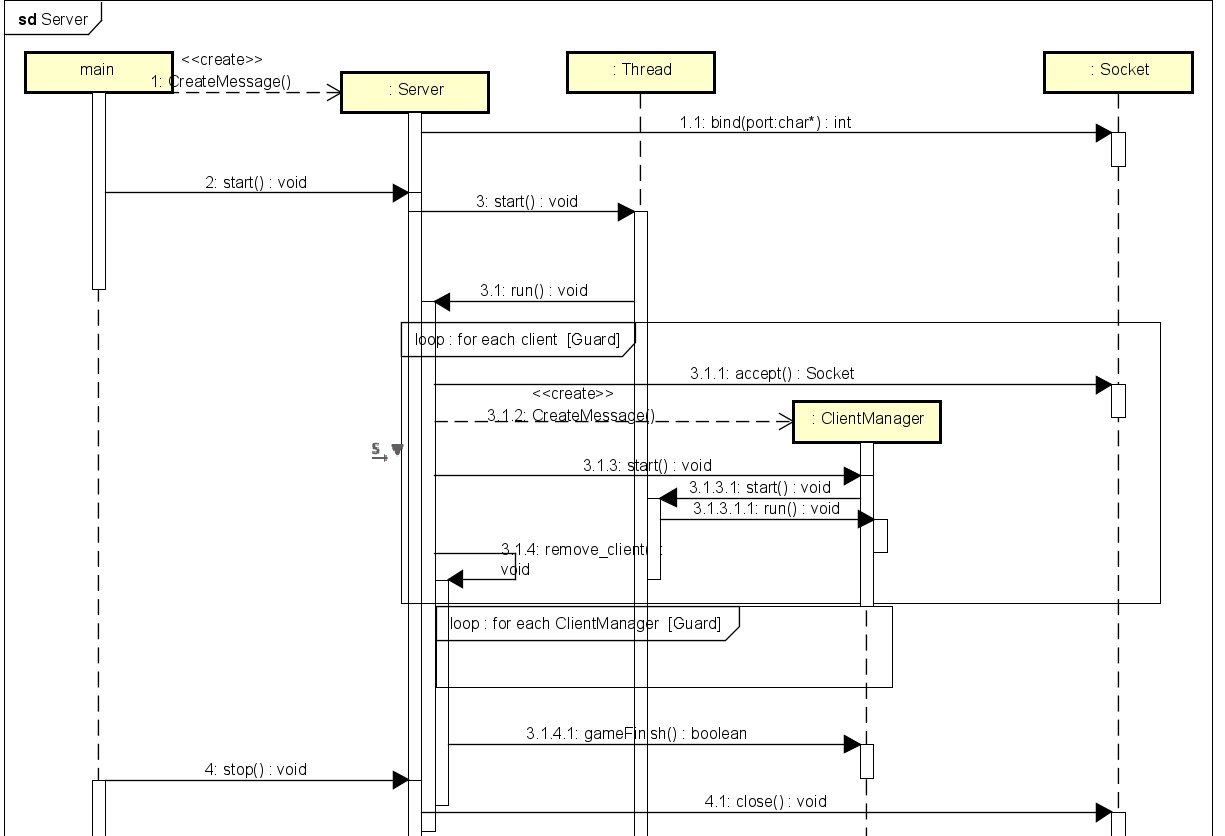 sd Server
<<create>>
main
: Thread
: Socket
1: CreateMessage()
: Server
1.1: bind(port:char*) : int
2: start() : void
3: start() : void
3.1: run() : void
loop : for each client [Guard]
3.1.1: accept() : Socket
<<create>>
3.1.2: CreateMessage()
: ClientManager
S
3.1.3: start() : void
3.1.3.1: start() : void
3.1.3.1.1: run() : void
3.1.4: remove_client() :
void
loop : for each ClientManager [Guard]
3.1.4.1: gameFinish() : boolean
4: stop() : void
4.1: close() : void